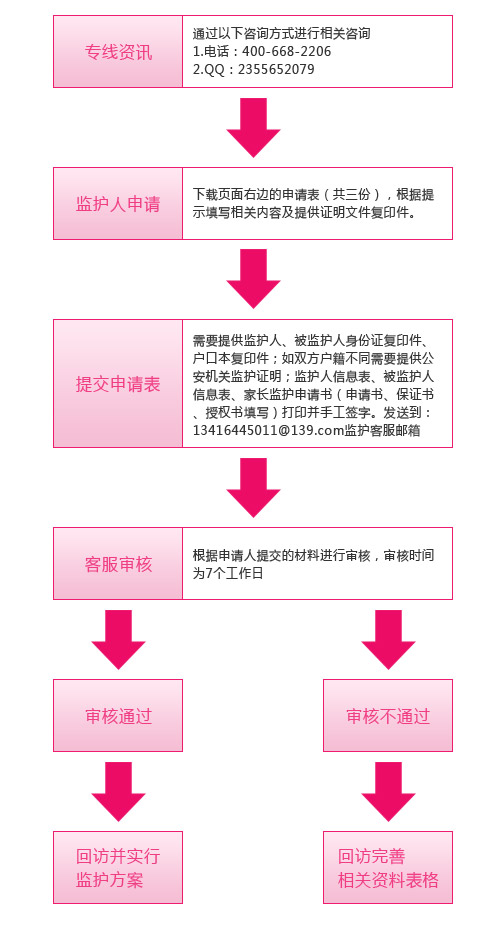 专线资讯
通过以下咨询方式进行相关咨询
1.电话：400-668-2206
2.QQ：2355652079
监护人申请
下载页面右边的申请表（共三份），根据提
示填写相关内容及提供证明文件复印件。
提交申请表
需要提供监护人、被监护人身份证复印件、
户口本复印件；如双方户籍不同需要提供公
安机关监护证明；监护人信息表、被监护人
信息表、家长监护申请书（申请书、保证书
、授权书填写）打印并手工签字。发送到：
13416445011@139.com监护客服邮箱
客服审核
根据申请人提交的材料进行审核，审核时间
为7个工作日
审核通过
审核不通过
回访并实行
监护方案
回访完善
相关资料表格